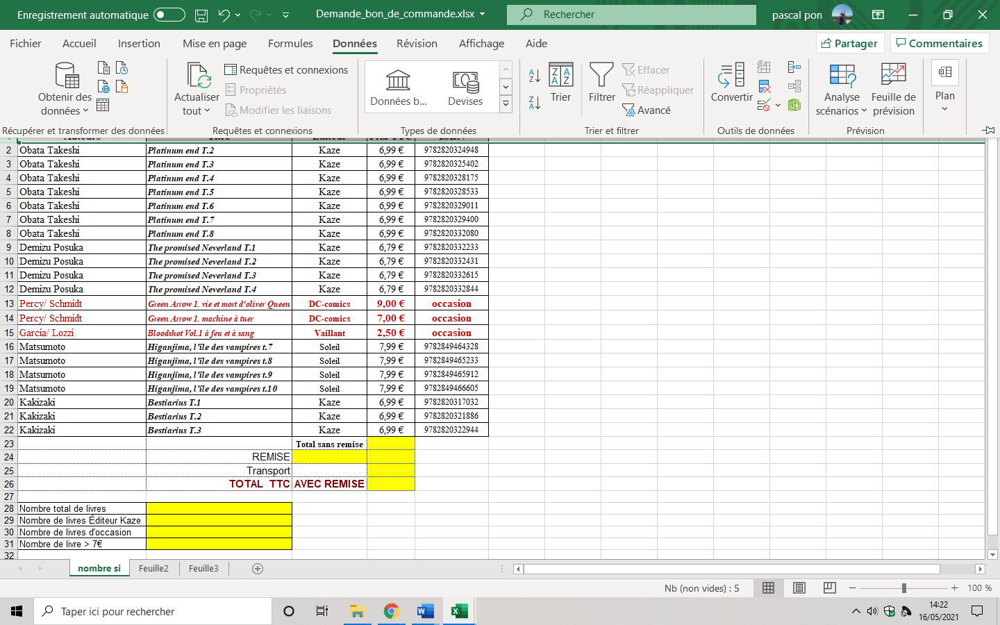 Enregistrement automatique
Demande_bon_de_commande.xlsx
Rechercher
pascal pon
Fichier Accueil Insertion Mise en page Formules Données Révision Affichage Aide
Partager Commentaires
Obtenir des données
Récupérer et transformer des données
Actualiser tout
Requêtes et connexions
Propriétés
Modifier les liaisons
Requêtes et connexions
Données b...
Devises
Types de données
Trier
Filtrer
Effacer
Réappliquer
Avancé
Trier et filtrer
Convertir
Outils de données
Analyse scénarios
Feuille de prévision
Prévision
Plan
2 Obata Takeshi Platinum end T.2 Kaze 6,99 € 9782820324948
3 Obata Takeshi Platinum end T.3 Kaze 6,99 € 9782820325402
4 Obata Takeshi Platinum end T.4 Kaze 6,99 € 9782820328175
5 Obata Takeshi Platinum end T.5 Kaze 6,99 € 9782820328533
6 Obata Takeshi Platinum end T.6 Kaze 6,99 € 9782820329011
7 Obata Takeshi Platinum end T.7 Kaze 6,99 € 9782820329400
8 Obata Takeshi Platinum end T.8 Kaze 6,99 € 9782820332080
9 Demizu Posuka The promised Neverland T.1 Kaze 6,79 € 9782820332233
10 Demizu Posuka The promised Neverland T.2 Kaze 6,79 € 9782820332431
11 Demizu Posuka The promised Neverland T.3 Kaze 6,79 € 9782820332615
12 Demizu Posuka The promised Neverland T.4 Kaze 6,79 € 9782820332844
13 Percy/ Schmidt Green Arrow 1. vie et mort d'oliver Queen DC-comics 9,00 € occasion
14 Percy/ Schmidt Green Arrow 1. machine à tuer DC-comics 7,00 € occasion
15 Garcia/ Lozzi Bloodshot Vol.1 à feu et à sang Vaillant 2,50 € occasion
16 Matsumoto Higanjima, l'île des vampires t.7 Soleil 7,99 € 9782849464328
17 Matsumoto Higanjima, l'île des vampires t.8 Soleil 7,99 € 9782849465233
18 Matsumoto Higanjima, l'île des vampires t.9 Soleil 7,99 € 9782849465912
19 Matsumoto Higanjima, l'île des vampires t.10 Soleil 7,99 € 9782849466605
20 Kakizaki Bestiarius T.1 Kaze 6,99 € 9782820317032
21 Kakizaki Bestiarius T.2 Kaze 6,99 € 9782820321886
22 Kakizaki Bestiarius T.3 Kaze 6,99 € 9782820322944
23 Total sans remise
24 REMISE
25 Transport
26 TOTAL TTC AVEC REMISE
27
28 Nombre total de livres
29 Nombre de livres Éditeur Kaze
30 Nombre de livres d'occasion
31 Nombre de livre > 7€
32
nombre si Feuille2 Feuille3
Nb (non vides) : 5
100 %
Taper ici pour rechercher
14:22
16/05/2021